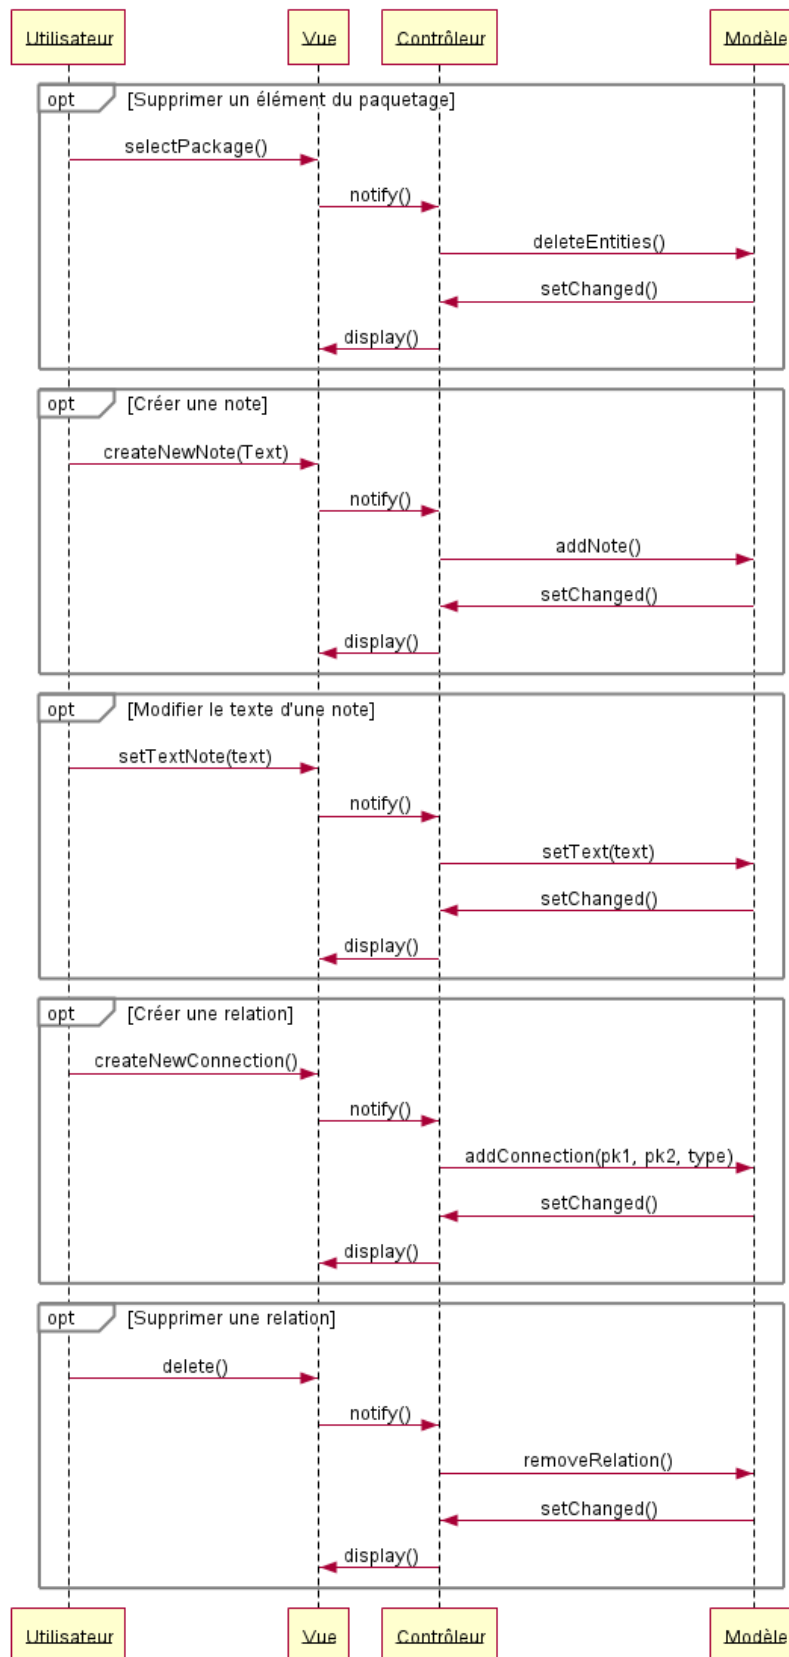 Utilisateur
Vue
Contrôleur
Modèle
opt [Supprimer un élément du paquetage]
selectPackage()
notify()
deleteEntities()
setChanged()
display()
opt [Créer une note]
createNewNote(Text)
notify()
addNote()
setChanged()
display()
opt [Modifier le texte d'une note]
setTextNote(text)
notify()
setText(text)
setChanged()
display()
opt [Créer une relation]
createNewConnection()
notify()
addConnection(pk1, pk2, type)
setChanged()
display()
opt [Supprimer une relation]
delete()
notify()
removeRelation()
setChanged()
display()
Utilisateur
Vue
Contrôleur
Modèle